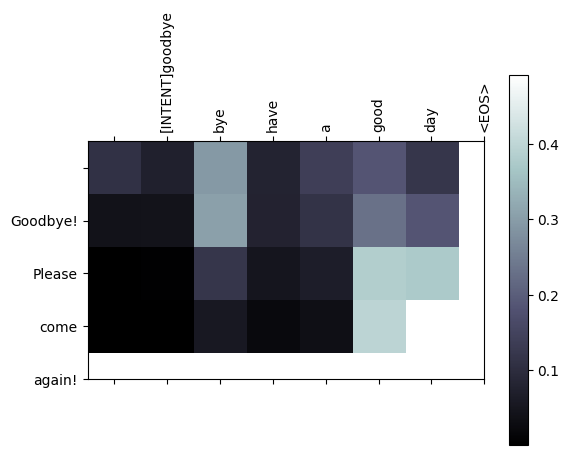 [INTENT]goodbye
bye
have
a
good
day
<EOS>
Goodbye!
Please
come
again!
0.4
0.3
0.2
0.1